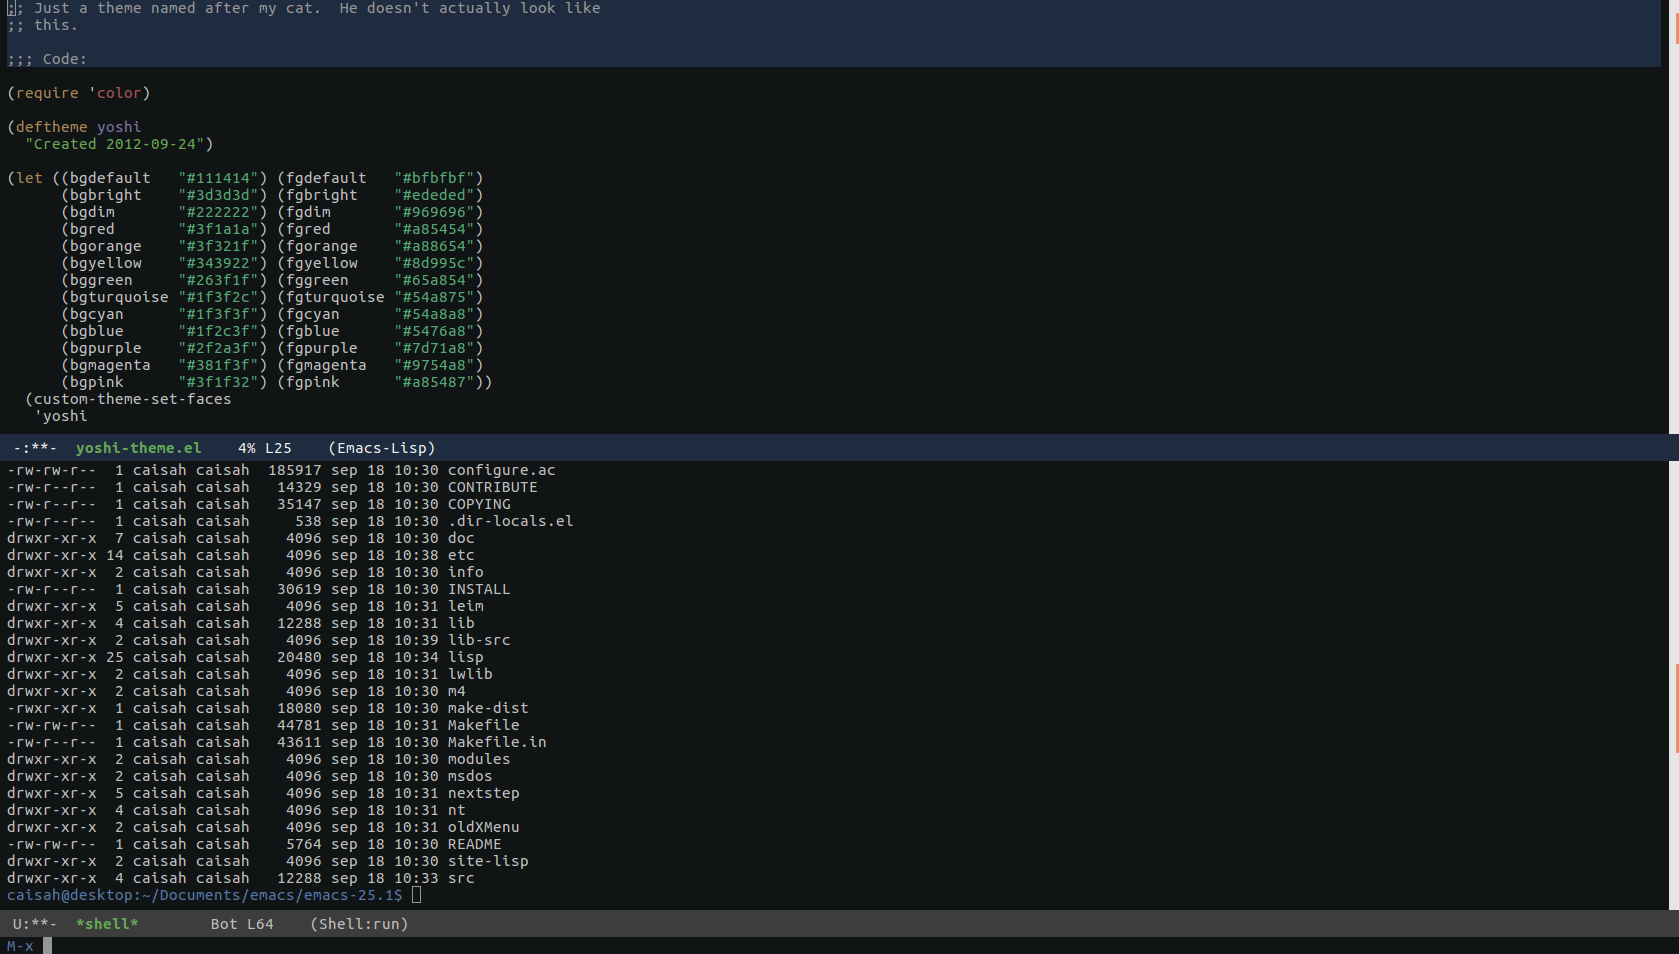 ;; Just a theme named after my cat.  He doesn't actually look like
;; this.

;;; Code:

(require 'color)

(deftheme yoshi
  "Created 2012-09-24")

(let ((bgdefault   "#111414") (fgdefault   "#bfbfbf")
      (bgbright    "#3d3d3d") (fgbright    "#ededed")
      (bgdim       "#222222") (fgdim       "#969696")
      (bgred       "#3f1a1a") (fgred       "#a85454")
      (bgorange    "#3f321f") (fgorange    "#a88654")
      (bgyellow    "#343922") (fgyellow    "#8d995c")
      (bggreen     "#263f1f") (fggreen     "#65a854")
      (bgturquoise "#1f3f2c") (fgturquoise "#54a875")
      (bgcyan      "#1f3f3f") (fgcyan      "#54a8a8")
      (bgblue      "#1f2c3f") (fgblue      "#5476a8")
      (bgpurple    "#2f2a3f") (fgpurple    "#7d71a8")
      (bgmagenta   "#381f3f") (fgmagenta   "#9754a8")
      (bgpink      "#3f1f32") (fgpink      "#a85487"))
  (custom-theme-set-faces
   'yoshi
-:**-  yoshi-theme.el    4% L25    (Emacs-Lisp)
-rw-rw-r--  1 caisah caisah  185917 sep 18 10:30 configure.ac
-rw-r--r--  1 caisah caisah   14329 sep 18 10:30 CONTRIBUTE
-rw-r--r--  1 caisah caisah   35147 sep 18 10:30 COPYING
-rw-r--r--  1 caisah caisah     538 sep 18 10:30 .dir-locals.el
drwxr-xr-x  7 caisah caisah    4096 sep 18 10:30 doc
drwxr-xr-x 14 caisah caisah    4096 sep 18 10:38 etc
drwxr-xr-x  2 caisah caisah    4096 sep 18 10:30 info
-rw-r--r--  1 caisah caisah   30619 sep 18 10:30 INSTALL
drwxr-xr-x  5 caisah caisah    4096 sep 18 10:31 leim
drwxr-xr-x  4 caisah caisah   12288 sep 18 10:31 lib
drwxr-xr-x  2 caisah caisah    4096 sep 18 10:39 lib-src
drwxr-xr-x 25 caisah caisah   20480 sep 18 10:34 lisp
drwxr-xr-x  2 caisah caisah    4096 sep 18 10:31 lwlib
drwxr-xr-x  2 caisah caisah    4096 sep 18 10:30 m4
-rwxr-xr-x  1 caisah caisah   18080 sep 18 10:30 make-dist
-rw-rw-r--  1 caisah caisah   44781 sep 18 10:31 Makefile
-rw-r--r--  1 caisah caisah   43611 sep 18 10:30 Makefile.in
drwxr-xr-x  2 caisah caisah    4096 sep 18 10:30 modules
drwxr-xr-x  2 caisah caisah    4096 sep 18 10:30 msdos
drwxr-xr-x  5 caisah caisah    4096 sep 18 10:31 nextstep
drwxr-xr-x  4 caisah caisah    4096 sep 18 10:31 nt
drwxr-xr-x  2 caisah caisah    4096 sep 18 10:31 oldXMenu
-rw-rw-r--  1 caisah caisah    5764 sep 18 10:30 README
drwxr-xr-x  2 caisah caisah    4096 sep 18 10:30 site-lisp
drwxr-xr-x  4 caisah caisah   12288 sep 18 10:33 src
caisah@desktop:~/Documents/emacs/emacs-25.1$
U:**-  *shell*        Bot L64    (Shell:run)
M-x